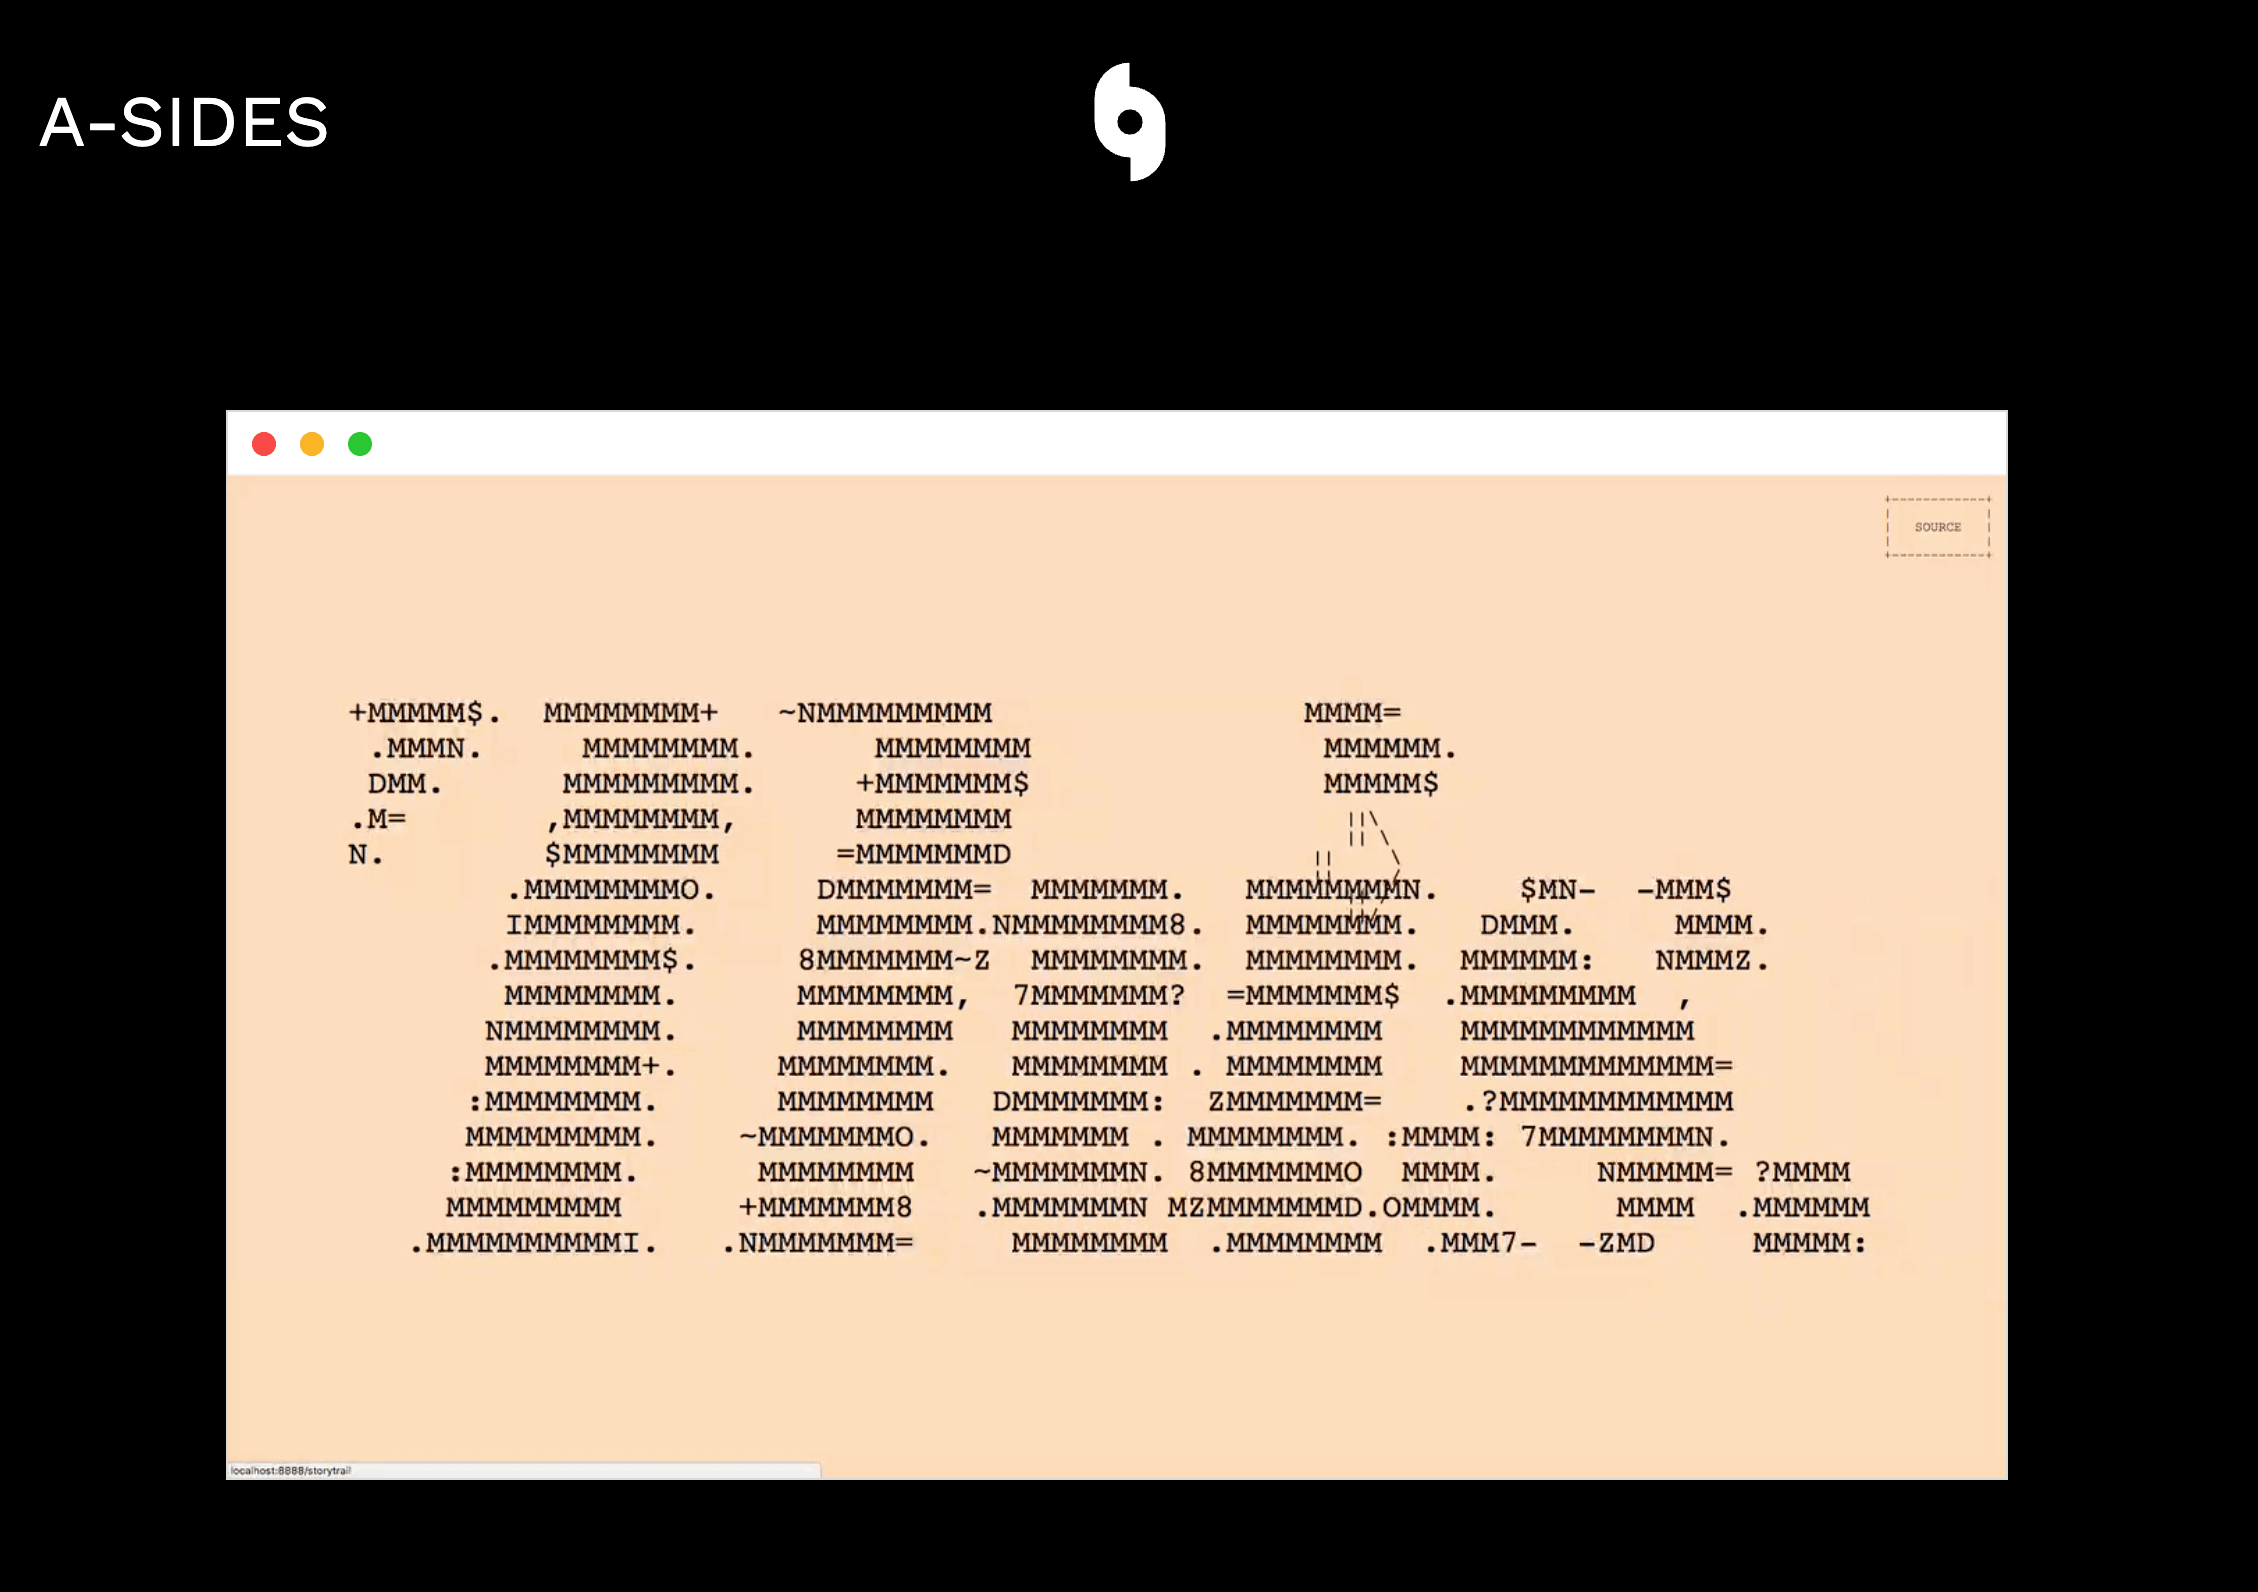 A-SIDES
SOURCE
+MMMMM$.  MMMMMMMM+   ~NMMMMMMMMM                MMMM=
 .MMMN.     MMMMMMMM.      MMMMMMMM               MMMMMM.
 DMM.      MMMMMMMMM.     +MMMMMMM$               MMMMM$
.M=       ,MMMMMMMM,      MMMMMMMM                 ||\
N.        $MMMMMMMM      =MMMMMMMD
        .MMMMMMMMO.     DMMMMMMM=  MMMMMMM.   MMMMMMMMN.    $MN-  -MMM$
        IMMMMMMMM.      MMMMMMMM.NMMMMMMMM8.  MMMMMMMM.   DMMM.     MMMM.
       .MMMMMMMM$.     8MMMMMMM~Z  MMMMMMMM.  MMMMMMMM.  MMMMMM:   NMMMZ.
        MMMMMMMM.      MMMMMMMM,  7MMMMMMM?  =MMMMMMM$  .MMMMMMMMM  ,
       NMMMMMMMM.      MMMMMMMM   MMMMMMMM  .MMMMMMMM    MMMMMMMMMMMM
       MMMMMMMM+.     MMMMMMMM.   MMMMMMMM . MMMMMMMM    MMMMMMMMMMMMM=
      :MMMMMMMM.      MMMMMMMM   DMMMMMMM:  ZMMMMMMM=    .?MMMMMMMMMMMM
      MMMMMMMMM.    ~MMMMMMMO.   MMMMMMM . MMMMMMMM. :MMMM: 7MMMMMMMMN.
     :MMMMMMMM.      MMMMMMMM   ~MMMMMMMN. 8MMMMMMMO  MMMM.     NMMMMM= ?MMMM
     MMMMMMMMM      +MMMMMMM8   .MMMMMMMN MZMMMMMMMD.OMMMM.      MMMM  .MMMMMM
   .MMMMMMMMMMI.   .NMMMMMMM=     MMMMMMMM  .MMMMMMMM  .MMM7-  -ZMD     MMMMM:
localhost:8888/storytrail